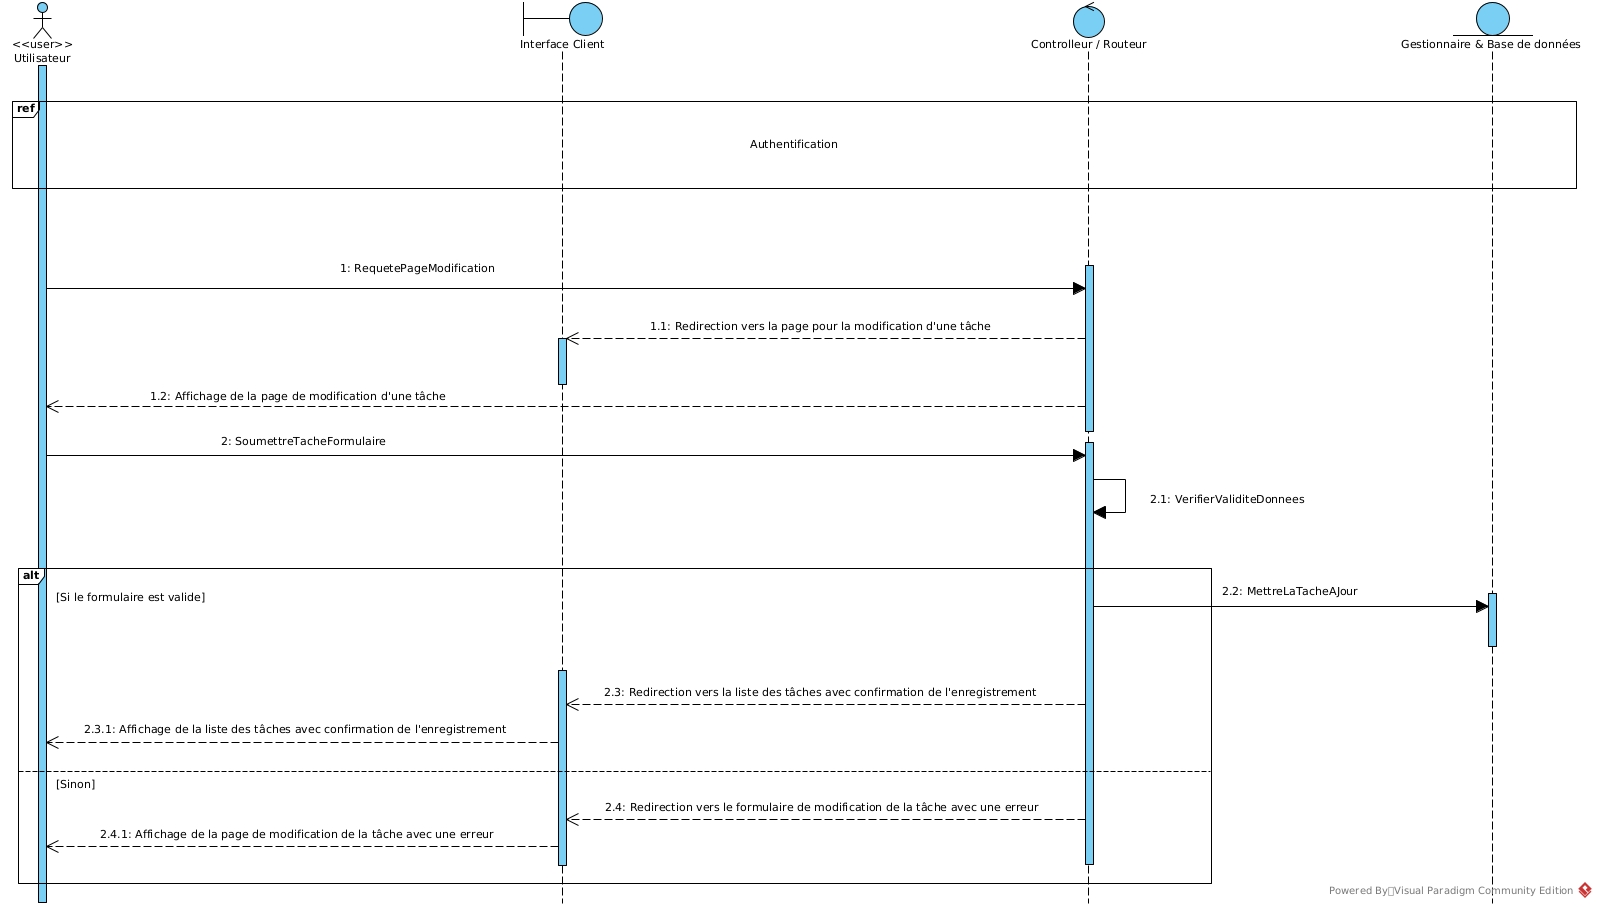 <<user>>
Utilisateur
Interface Client
Controlleur / Routeur
Gestionnaire & Base de données
ref
Authentification
1: RequetePageModification
1.1: Redirection vers la page pour la modification d'une tâche
1.2: Affichage de la page de modification d'une tâche
2: SoumettreTacheFormulaire
2.1: VerifierValiditeDonnees
alt
[Si le formulaire est valide]
2.2: MettreLaTacheAJour
2.3: Redirection vers la liste des tâches avec confirmation de l'enregistrement
2.3.1: Affichage de la liste des tâches avec confirmation de l'enregistrement
[Sinon]
2.4: Redirection vers le formulaire de modification de la tâche avec une erreur
2.4.1: Affichage de la page de modification de la tâche avec une erreur
Powered By Visual Paradigm Community Edition